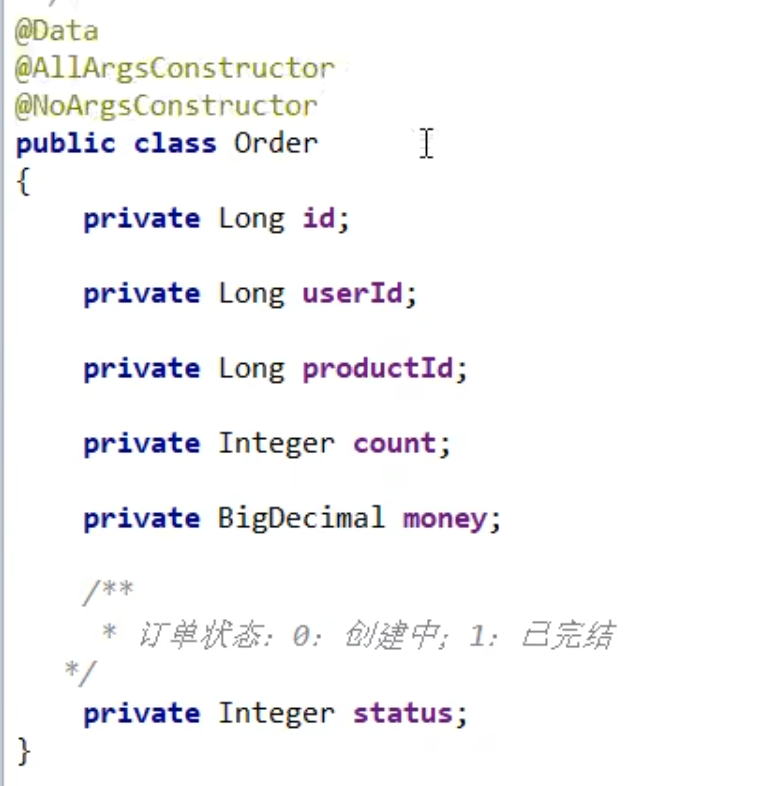 @Data
@AllArgsConstructor
@NoArgsConstructor
public class Order
{
private Long id;
private Long userId;
private Long productId;
private Integer count;
private BigDecimal money;
/**
* 订单状态：0：创建中；1：已完结
*/
private Integer status;
}